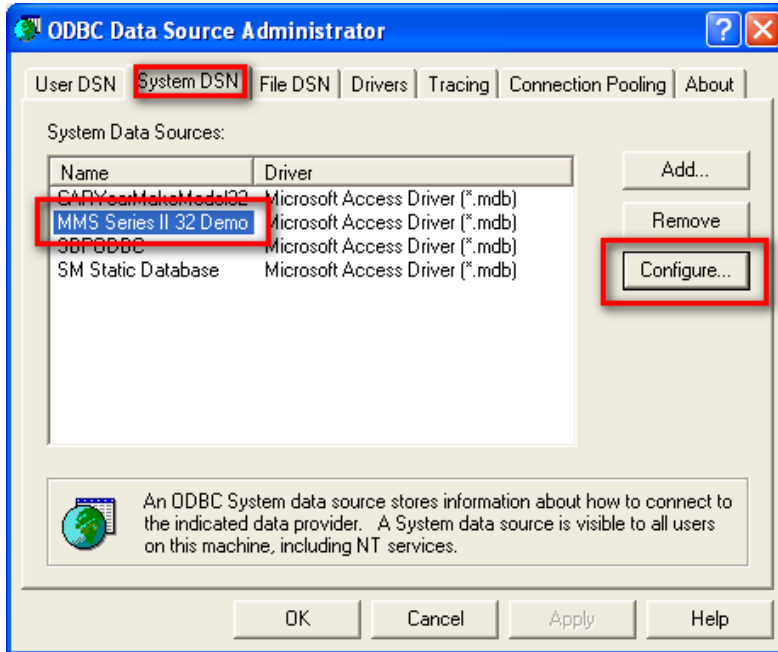 ODBC Data Source Administrator
User DSN System DSN File DSN Drivers Tracing Connection Pooling About
System Data Sources:
Name Driver
CARYearMakeModel32 Microsoft Access Driver (*.mdb)
MMS Series II 32 Demo Microsoft Access Driver (*.mdb)
SBFODBC Microsoft Access Driver (*.mdb)
SM Static Database Microsoft Access Driver (*.mdb)
Add...
Remove
Configure...
An ODBC System data source stores information about how to connect to
the indicated data provider. A System data source is visible to all users
on this machine, including NT services.
OK Cancel Apply Help